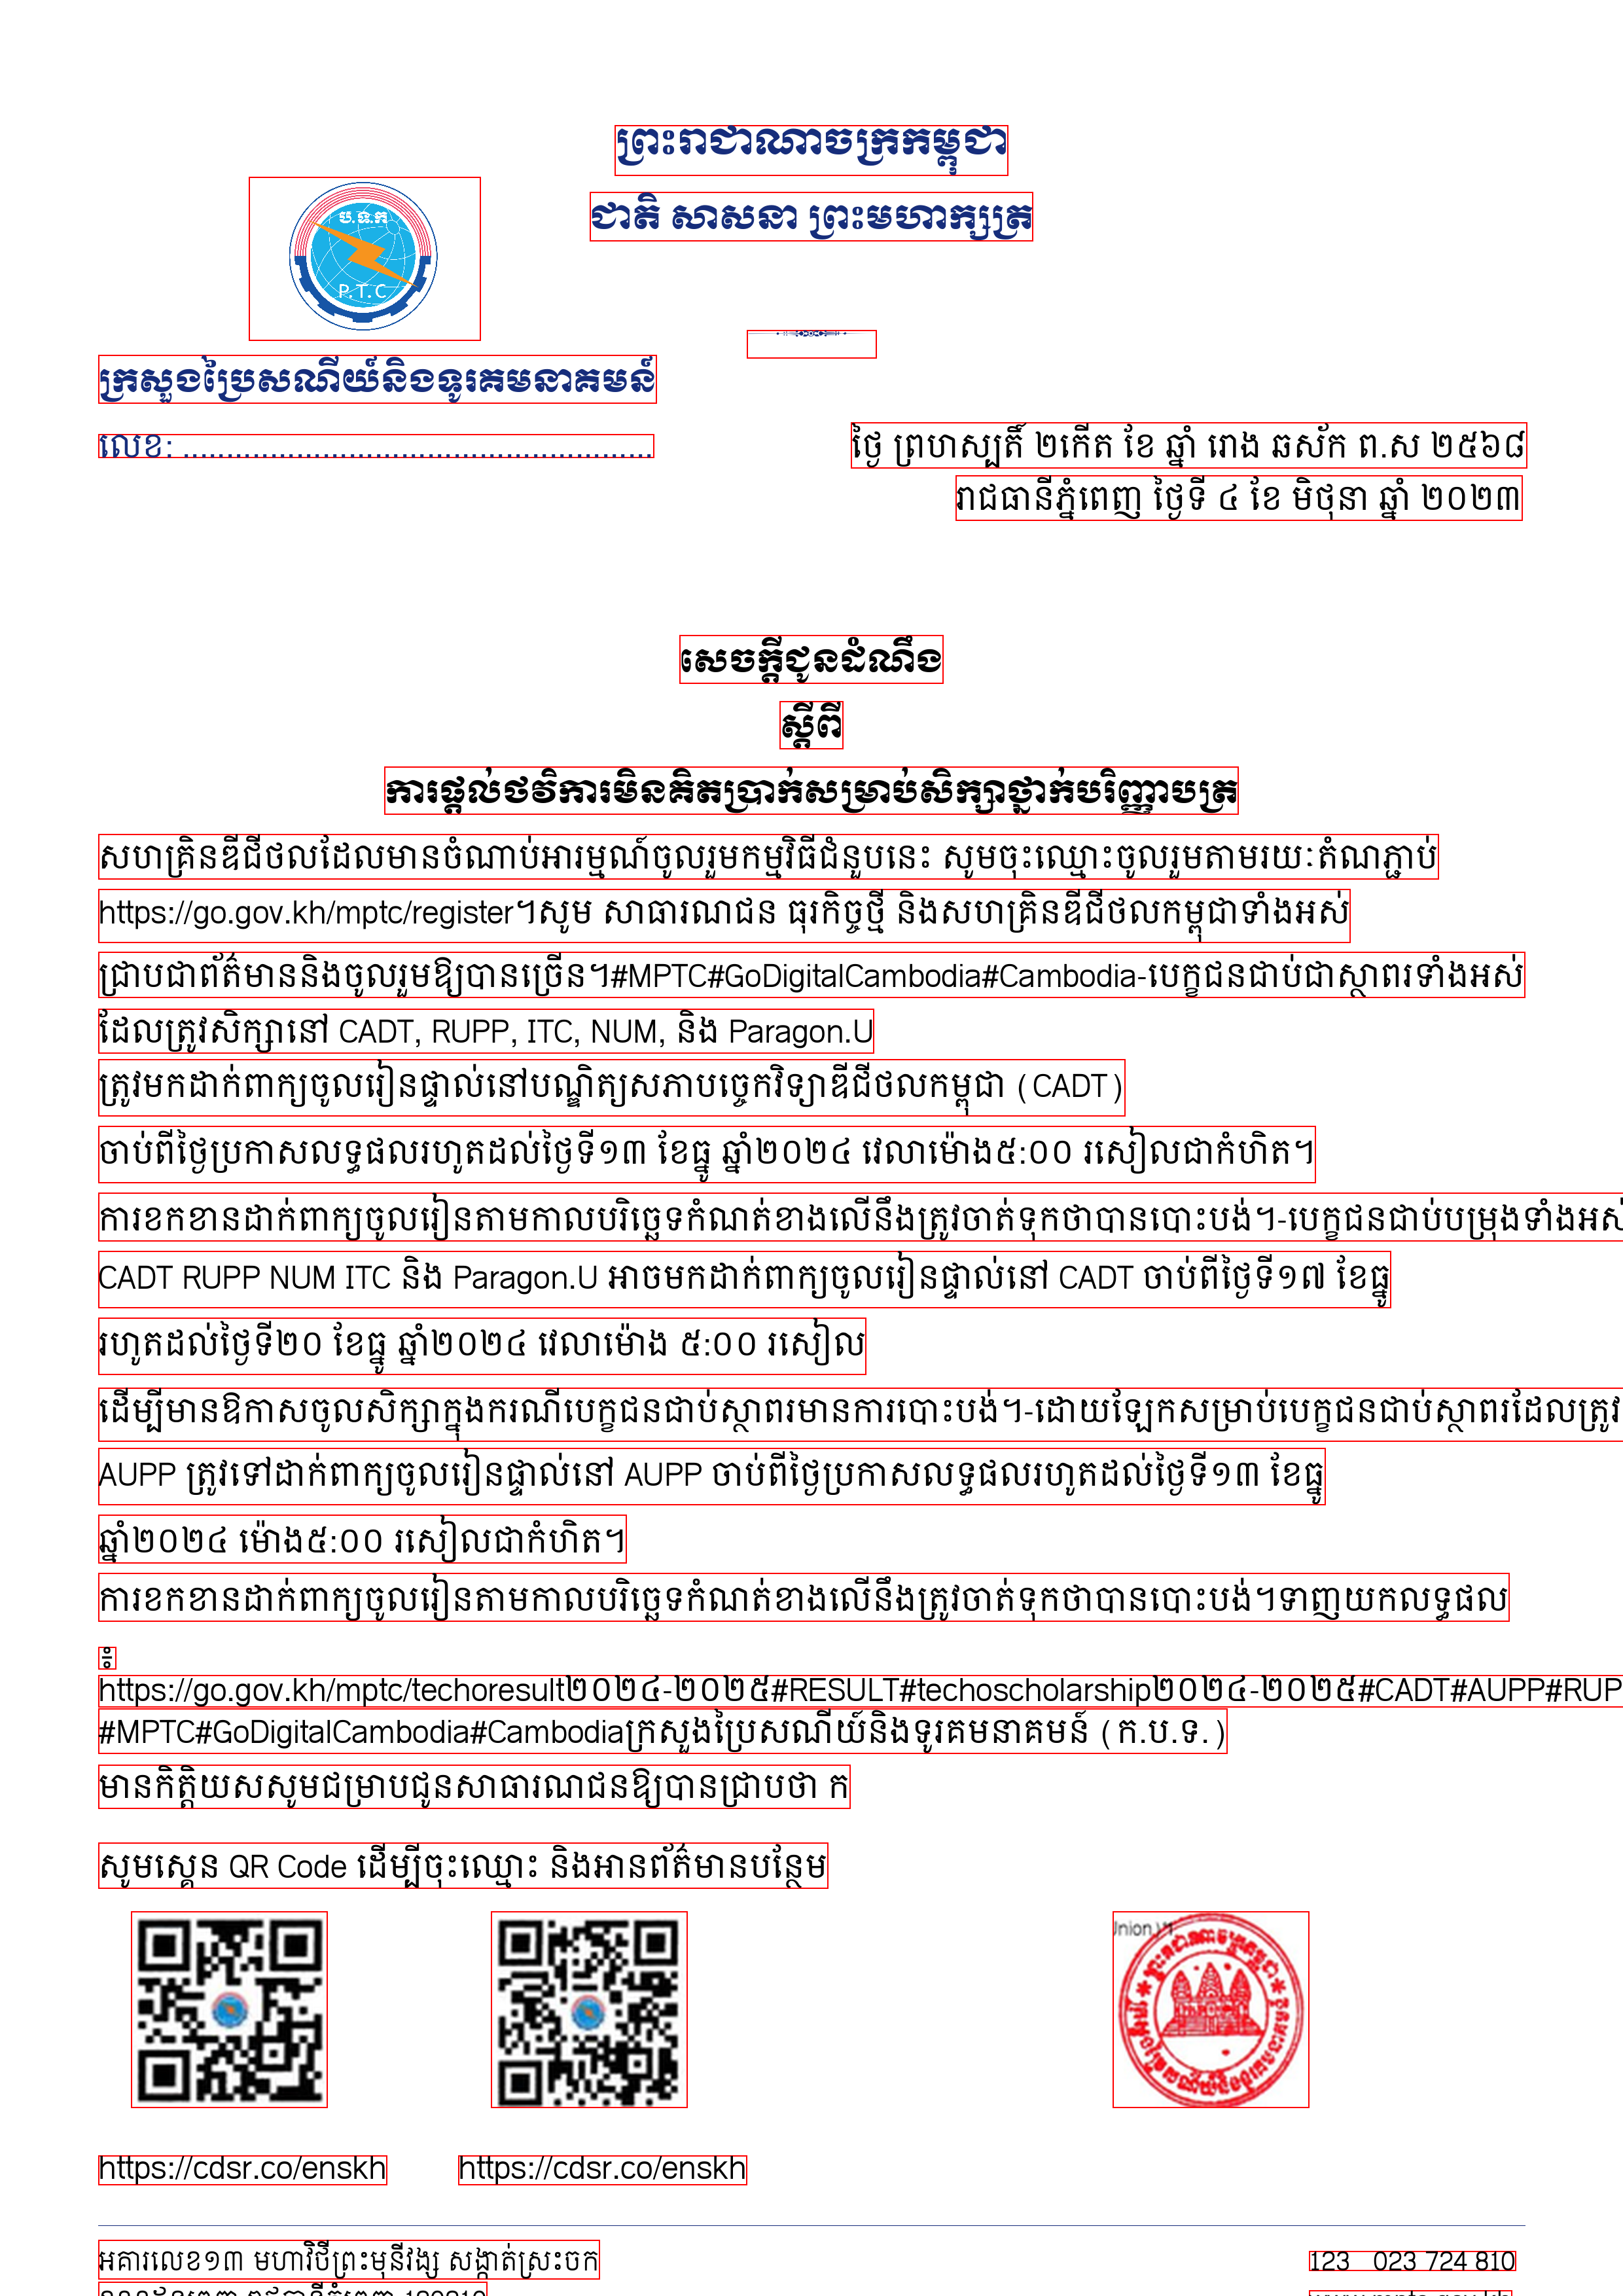 ព្រះរាជាណាចក្រកម្ពុជា
ជាតិ សាសនា ព្រះមហាក្សត្រ
ប.ទ.ក
P.T.C
ក្រសួងប្រៃសណីយ៍និងទូរគមនាគមន៍
លេខ: ......................................................
ថ្ងៃ ព្រហស្បតិ៍ ២កើត ខែ ឆ្នាំ រោង ឆស័ក ព.ស ២៥៦៨
រាជធានីភ្នំពេញ ថ្ងៃទី ៤ ខែ មិថុនា ឆ្នាំ ២០២៣
សេចក្តីជូនដំណឹង
ស្តីពី
ការផ្តល់ថវិការមិនគិតប្រាក់សម្រាប់សិក្សាថ្នាក់បរិញ្ញាបត្រ
សហគ្រិនឌីជីថលដែលមានចំណាប់អារម្មណ៍ចូលរួមកម្មវិធីជំនួបនេះ សូមចុះឈ្មោះចូលរួមតាមរយៈតំណភ្ជាប់
https://go.gov.kh/mptc/register។សូម សាធារណជន ធុរកិច្ចថ្មី និងសហគ្រិនឌីជីថលកម្ពុជាទាំងអស់
ជ្រាបជាព័ត៌មាននិងចូលរួមឱ្យបានច្រើន។#MPTC#GoDigitalCambodia#Cambodia-បេក្ខជនជាប់ជាស្ថាពរទាំងអស់
ដែលត្រូវសិក្សានៅ CADT, RUPP, ITC, NUM, និង Paragon.U
ត្រូវមកដាក់ពាក្យចូលរៀនផ្ទាល់នៅបណ្ឌិត្យសភាបច្ចេកវិទ្យាឌីជីថលកម្ពុជា (CADT)
ចាប់ពីថ្ងៃប្រកាសលទ្ធផលរហូតដល់ថ្ងៃទី១៣ ខែធ្នូ ឆ្នាំ២០២៤ វេលាម៉ោង៥:០០ រសៀលជាកំហិត។
ការខកខានដាក់ពាក្យចូលរៀនតាមកាលបរិច្ឆេទកំណត់ខាងលើនឹងត្រូវចាត់ទុកថាបានបោះបង់។-បេក្ខជនជាប់បម្រុងទាំងអស់
CADT RUPP NUM ITC និង Paragon.U អាចមកដាក់ពាក្យចូលរៀនផ្ទាល់នៅ CADT ចាប់ពីថ្ងៃទី១៧ ខែធ្នូ
រហូតដល់ថ្ងៃទី២០ ខែធ្នូ ឆ្នាំ២០២៤ វេលាម៉ោង ៥:០០ រសៀល
ដើម្បីមានឱកាសចូលសិក្សាក្នុងករណីបេក្ខជនជាប់ស្ថាពរមានការបោះបង់។-ដោយឡែកសម្រាប់បេក្ខជនជាប់ស្ថាពរដែលត្រូវ
AUPP ត្រូវទៅដាក់ពាក្យចូលរៀនផ្ទាល់នៅ AUPP ចាប់ពីថ្ងៃប្រកាសលទ្ធផលរហូតដល់ថ្ងៃទី១៣ ខែធ្នូ
ឆ្នាំ២០២៤ ម៉ោង៥:០០ រសៀលជាកំហិត។
ការខកខានដាក់ពាក្យចូលរៀនតាមកាលបរិច្ឆេទកំណត់ខាងលើនឹងត្រូវចាត់ទុកថាបានបោះបង់។ទាញយកលទ្ធផល
៖
https://go.gov.kh/mptc/techoresult២០២៤-២០២៥#RESULT#techoscholarship២០២៤-២០២៥#CADT#AUPP#RUP
#MPTC#GoDigitalCambodia#Cambodiaក្រសួងប្រៃសណីយ៍និងទូរគមនាគមន៍ (ក.ប.ទ.)
មានកិត្តិយសសូមជម្រាបជូនសាធារណជនឱ្យបានជ្រាបថា ក
សូមស្កេន QR Code ដើម្បីចុះឈ្មោះ និងអានព័ត៌មានបន្ថែម
https://cdsr.co/enskh https://cdsr.co/enskh
អគារលេខ១៣ មហាវិថីព្រះមុនីវង្ស សង្កាត់ស្រះចក 123 023 724 810